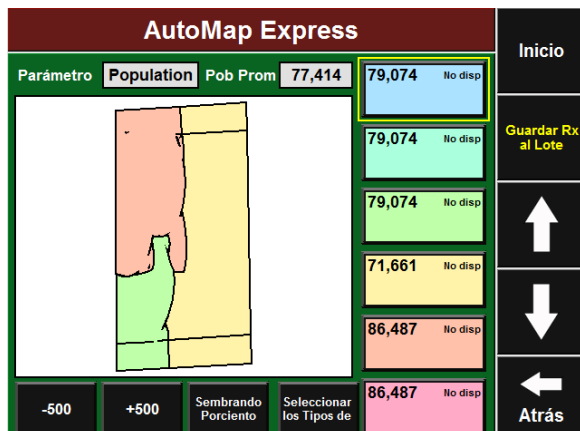 AutoMap Express
Inicio
Parámetro Population Pob Prom 77,414
79,074 No disp
79,074 No disp
79,074 No disp
71,661 No disp
86,487 No disp
86,487 No disp
Guardar Rx
al Lote
-500
+500
Sembrando
Porciento
Seleccionar
los Tipos de
Atrás